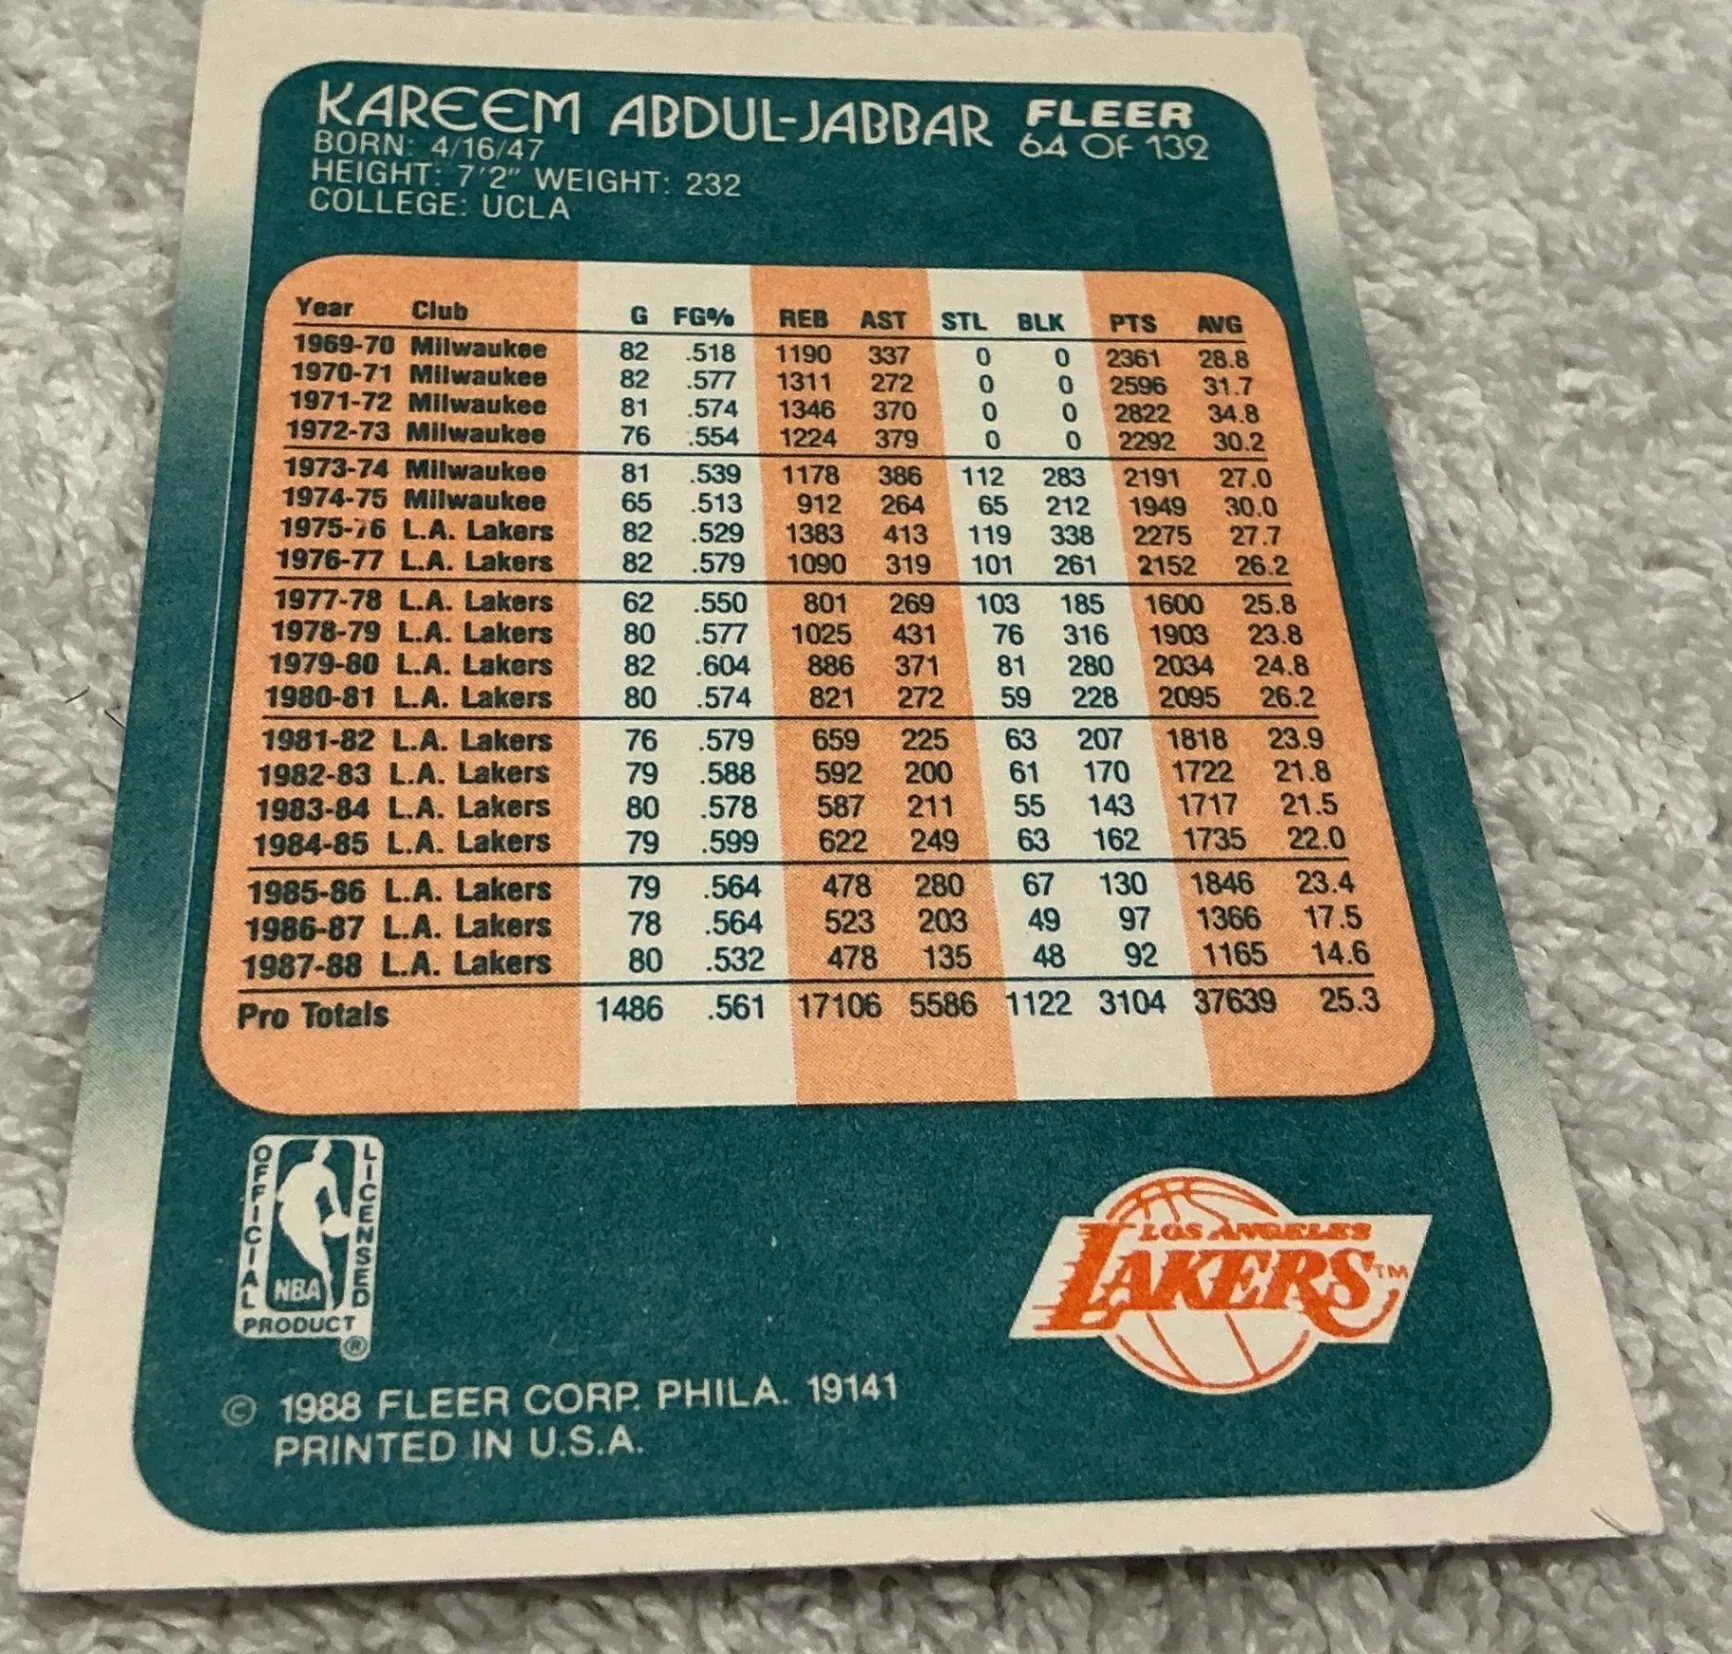 KAREEM ABDUL-JABBAR FLEER
BORN: 4/16/47 64 OF 132
HEIGHT: 7'2" WEIGHT: 232
COLLEGE: UCLA
Year Club G FG% REB AST STL BLK PTS AVG
1969-70 Milwaukee 82 .518 1190 337 0 0 2361 28.8
1970-71 Milwaukee 82 .577 1311 272 0 0 2596 31.7
1971-72 Milwaukee 81 .574 1346 370 0 0 2822 34.8
1972-73 Milwaukee 76 .554 1224 379 0 0 2292 30.2
1973-74 Milwaukee 81 .539 1178 386 112 283 2191 27.0
1974-75 Milwaukee 65 .513 912 264 65 212 1949 30.0
1975-76 L.A. Lakers 82 .529 1383 413 119 338 2275 27.7
1976-77 L.A. Lakers 82 .579 1090 319 101 261 2152 26.2
1977-78 L.A. Lakers 62 .550 801 269 103 185 1600 25.8
1978-79 L.A. Lakers 80 .577 1025 431 76 316 1903 23.8
1979-80 L.A. Lakers 82 .604 886 371 81 280 2034 24.8
1980-81 L.A. Lakers 80 .574 821 272 59 228 2095 26.2
1981-82 L.A. Lakers 76 .579 659 225 63 207 1818 23.9
1982-83 L.A. Lakers 79 .588 592 200 61 170 1722 21.8
1983-84 L.A. Lakers 80 .578 587 211 55 143 1717 21.5
1984-85 L.A. Lakers 79 .599 622 249 63 162 1735 22.0
1985-86 L.A. Lakers 79 .564 478 280 67 130 1846 23.4
1986-87 L.A. Lakers 78 .564 523 203 49 97 1366 17.5
1987-88 L.A. Lakers 80 .532 478 135 48 92 1165 14.6
Pro Totals 1486 .561 17106 5586 1122 3104 37639 25.3
OFFICIAL LICENSED
NBA
PRODUCT
®
LOS ANGELES
LAKERS TM
© 1988 FLEER CORP. PHILA. 19141
PRINTED IN U.S.A.